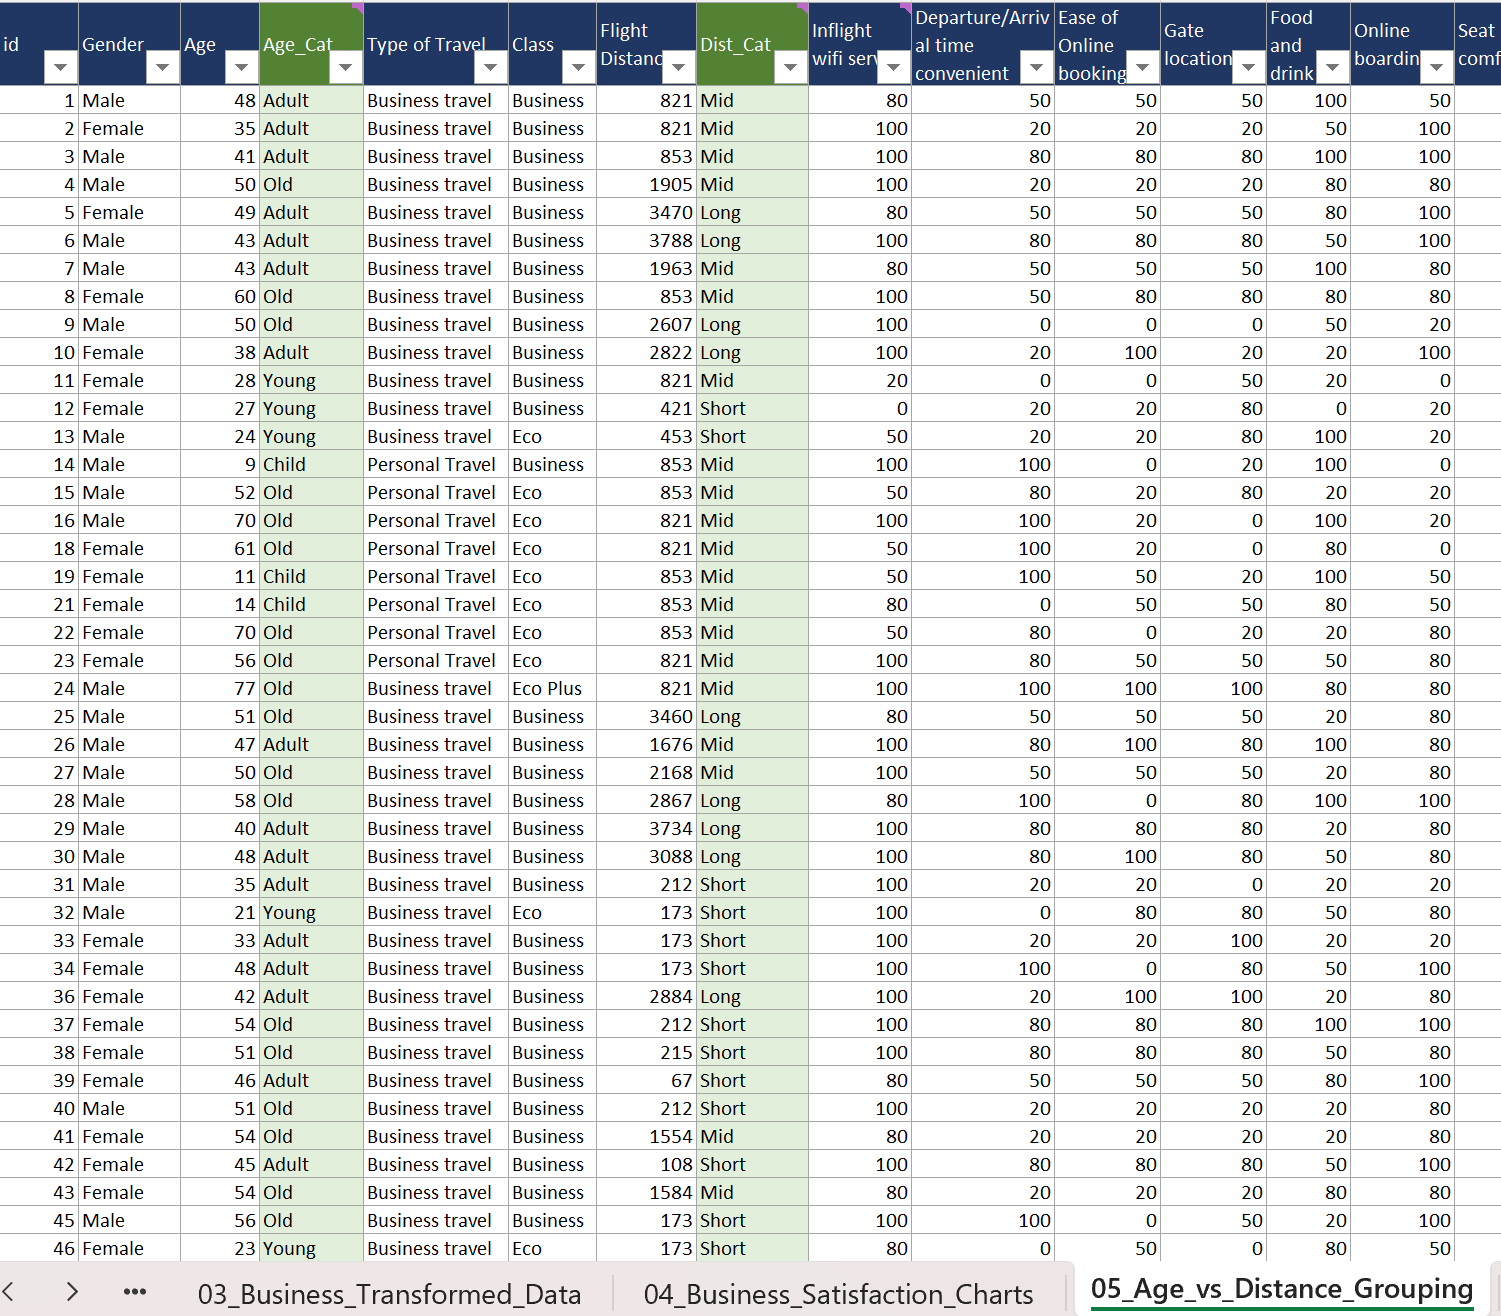 id Gender Age Age_Cat Type of Travel Class Flight Distanc Dist_Cat Inflight wifi serv Departure/Arriv al time convenient Ease of Online booking Gate location Food and drink Online boardin Seat comf
1 Male 48 Adult Business travel Business 821 Mid 80 50 50 50 100 50
2 Female 35 Adult Business travel Business 821 Mid 100 20 20 20 50 100
3 Male 41 Adult Business travel Business 853 Mid 100 80 80 80 100 100
4 Male 50 Old Business travel Business 1905 Mid 100 20 20 20 80 80
5 Female 49 Adult Business travel Business 3470 Long 80 50 50 50 80 100
6 Male 43 Adult Business travel Business 3788 Long 100 80 80 80 50 100
7 Male 43 Adult Business travel Business 1963 Mid 80 50 50 50 100 80
8 Female 60 Old Business travel Business 853 Mid 100 50 80 80 80 80
9 Male 50 Old Business travel Business 2607 Long 100 0 0 0 50 20
10 Female 38 Adult Business travel Business 2822 Long 100 20 100 20 20 100
11 Female 28 Young Business travel Business 821 Mid 20 0 0 50 20 0
12 Female 27 Young Business travel Business 421 Short 0 20 20 80 0 20
13 Male 24 Young Business travel Eco 453 Short 50 20 20 80 100 20
14 Male 9 Child Personal Travel Business 853 Mid 100 100 0 20 100 0
15 Male 52 Old Personal Travel Eco 853 Mid 50 80 20 80 20 20
16 Male 70 Old Personal Travel Eco 821 Mid 100 100 20 0 100 20
18 Female 61 Old Personal Travel Eco 821 Mid 50 100 20 0 80 0
19 Female 11 Child Personal Travel Eco 853 Mid 50 100 50 20 100 50
21 Female 14 Child Personal Travel Eco 853 Mid 80 0 50 50 80 50
22 Female 70 Old Personal Travel Eco 853 Mid 50 80 0 20 20 80
23 Female 56 Old Personal Travel Eco 821 Mid 100 80 50 50 50 80
24 Male 77 Old Business travel Eco Plus 821 Mid 100 100 100 100 80 80
25 Male 51 Old Business travel Business 3460 Long 80 50 50 50 20 80
26 Male 47 Adult Business travel Business 1676 Mid 100 80 100 80 100 80
27 Male 50 Old Business travel Business 2168 Mid 100 50 50 50 20 80
28 Male 58 Old Business travel Business 2867 Long 80 100 0 80 100 100
29 Male 40 Adult Business travel Business 3734 Long 100 80 80 80 20 80
30 Male 48 Adult Business travel Business 3088 Long 100 80 100 80 50 80
31 Male 35 Adult Business travel Business 212 Short 100 20 20 0 20 20
32 Male 21 Young Business travel Eco 173 Short 100 0 80 80 50 80
33 Female 33 Adult Business travel Business 173 Short 100 20 20 100 20 20
34 Female 48 Adult Business travel Business 173 Short 100 100 0 80 50 100
36 Female 42 Adult Business travel Business 2884 Long 100 20 100 100 20 80
37 Female 54 Old Business travel Business 212 Short 100 80 80 80 100 100
38 Female 51 Old Business travel Business 215 Short 100 80 80 80 50 80
39 Female 46 Adult Business travel Business 67 Short 80 50 50 50 80 100
40 Male 51 Old Business travel Business 212 Short 100 20 20 20 20 80
41 Female 54 Old Business travel Business 1554 Mid 80 20 20 20 20 80
42 Female 45 Adult Business travel Business 108 Short 100 80 80 80 50 100
43 Female 54 Old Business travel Business 1584 Mid 80 20 20 20 80 80
45 Male 56 Old Business travel Business 173 Short 100 100 0 50 20 100
46 Female 23 Young Business travel Eco 173 Short 80 0 50 0 80 50
03_Business_Transformed_Data 04_Business_Satisfaction_Charts 05_Age_vs_Distance_Grouping